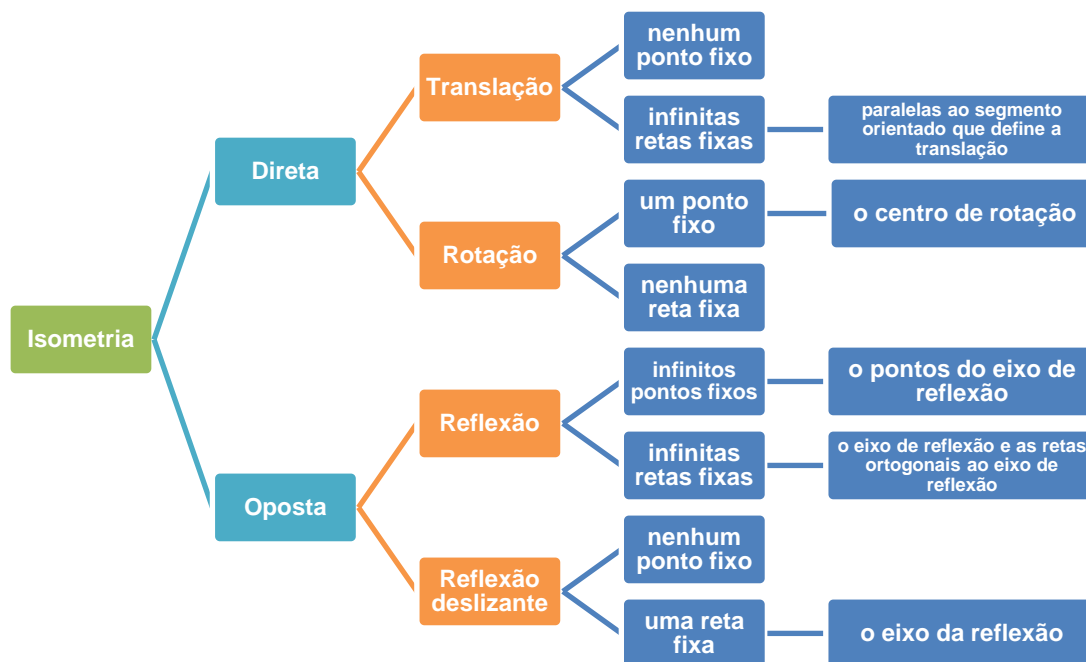 nenhum
ponto fixo
Translação
infinitas
retas fixas
paralelas ao segmento
orientado que define a
translação
Direta
um ponto
fixo
o centro de rotação
Rotação
nenhuma
reta fixa
Isometria
infinitos
pontos fixos
o pontos do eixo de
reflexão
Reflexão
infinitas
retas fixas
o eixo de reflexão e as retas
ortogonais ao eixo de
reflexão
Oposta
nenhum
ponto fixo
Reflexão
deslizante
uma reta
fixa
o eixo da reflexão